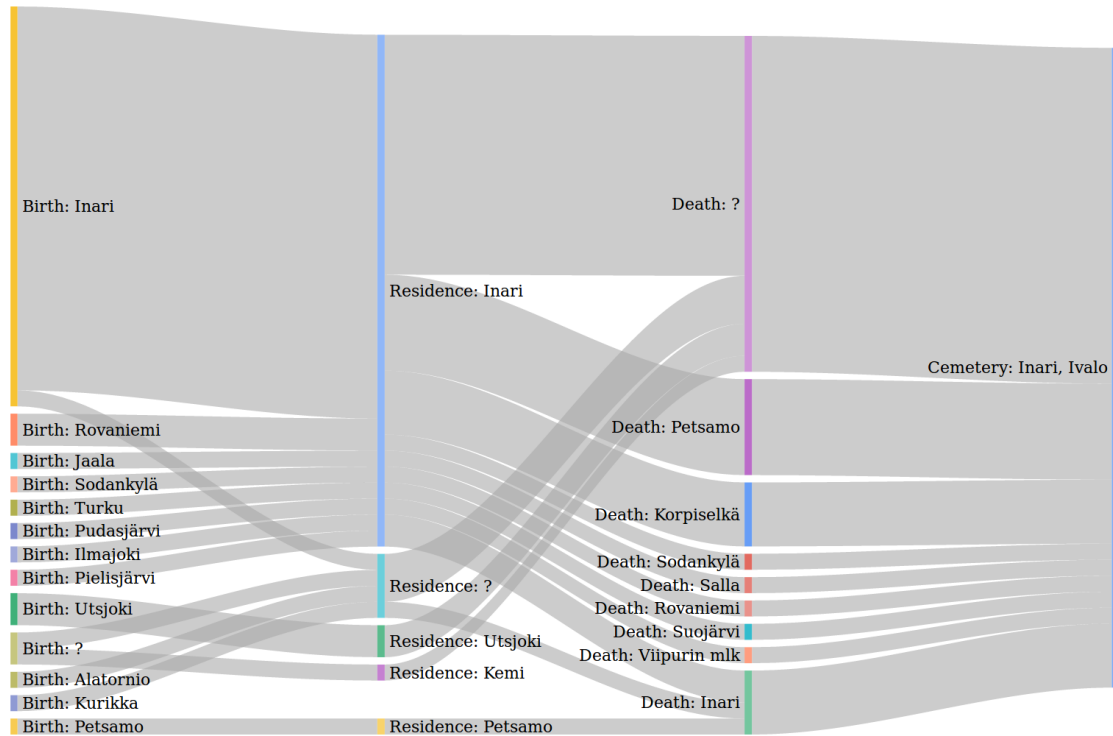 Birth: Inari
Birth: Rovaniemi
Birth: Jaala
Birth: Sodankylä
Birth: Turku
Birth: Pudasjärvi
Birth: Ilmajoki
Birth: Pielisjärvi
Birth: Utsjoki
Birth: ?
Birth: Alatornio
Birth: Kurikka
Birth: Petsamo
Residence: Inari
Residence: ?
Residence: Utsjoki
Residence: Kemi
Residence: Petsamo
Death: ?
Death: Petsamo
Death: Korpiselkä
Death: Sodankylä
Death: Salla
Death: Rovaniemi
Death: Suojärvi
Death: Viipurin mlk
Death: Inari
Cemetery: Inari, Ivalo